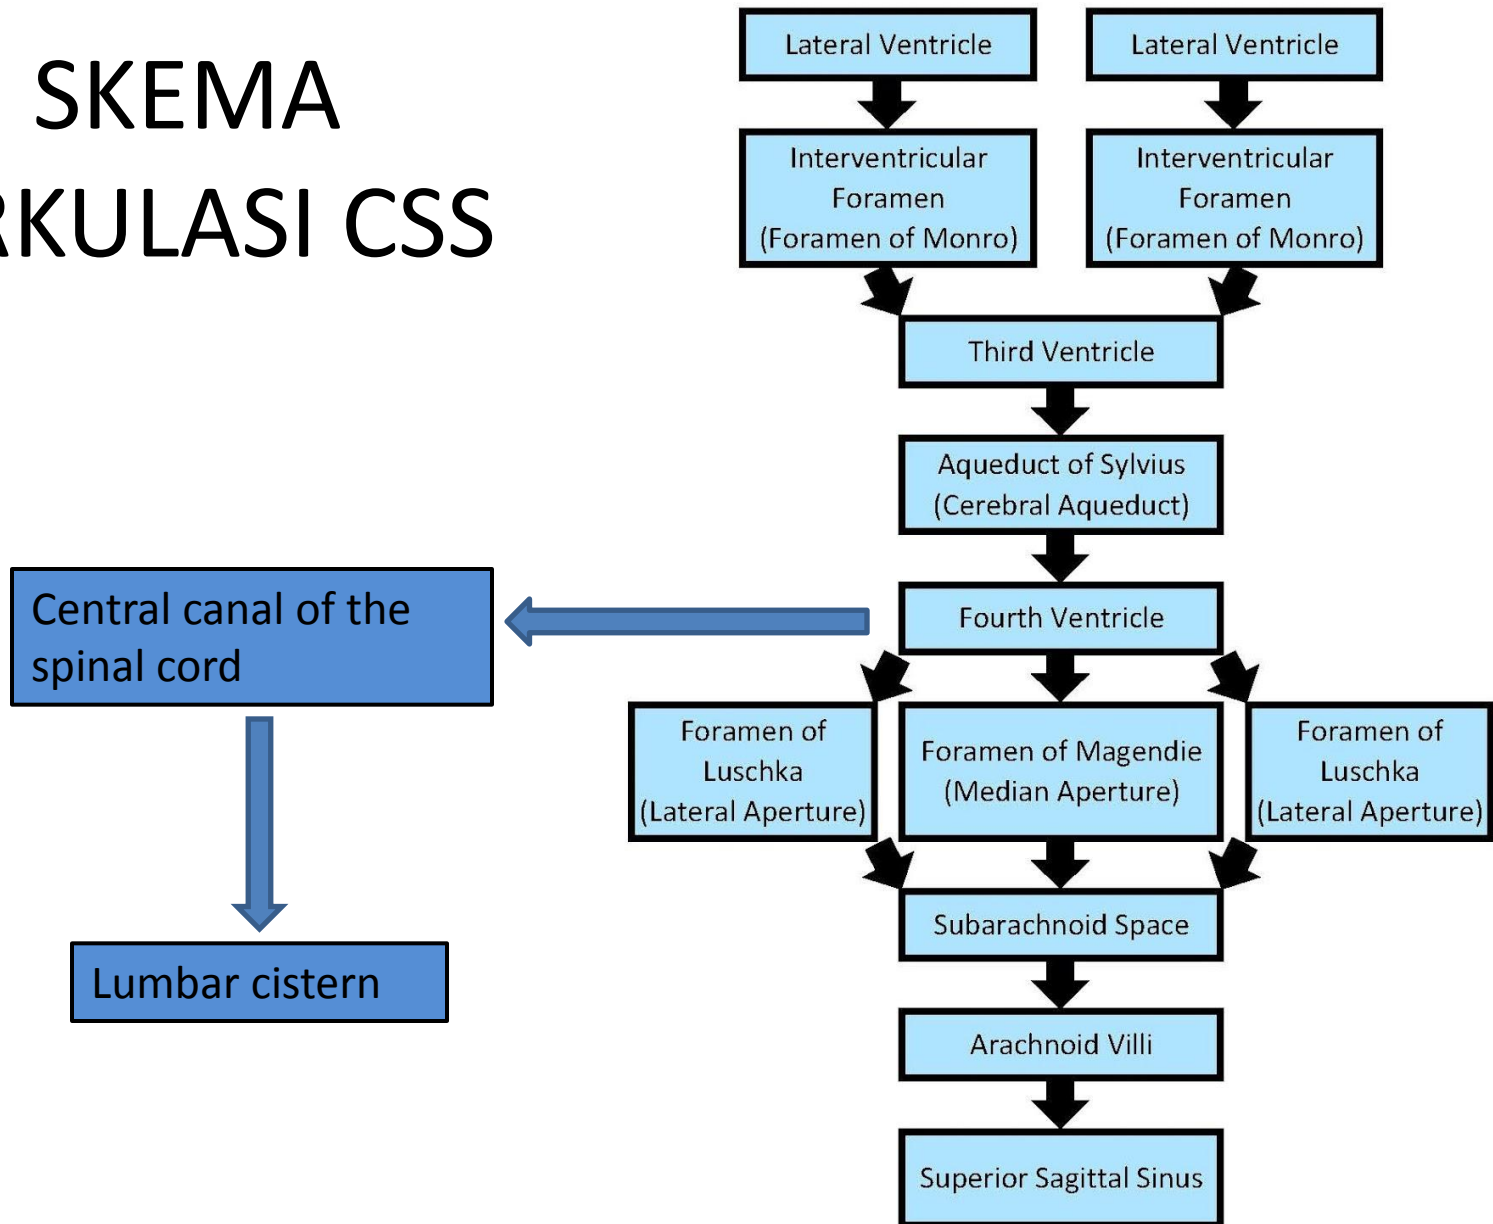 SKEMA
RKULASI CSS
Lateral Ventricle
Lateral Ventricle
Interventricular
Foramen
(Foramen of Monro)
Interventricular
Foramen
(Foramen of Monro)
Third Ventricle
Aqueduct of Sylvius
(Cerebral Aqueduct)
Fourth Ventricle
Central canal of the
spinal cord
Lumbar cistern
Foramen of
Luschka
(Lateral Aperture)
Foramen of Magendie
(Median Aperture)
Foramen of
Luschka
(Lateral Aperture)
Subarachnoid Space
Arachnoid Villi
Superior Sagittal Sinus